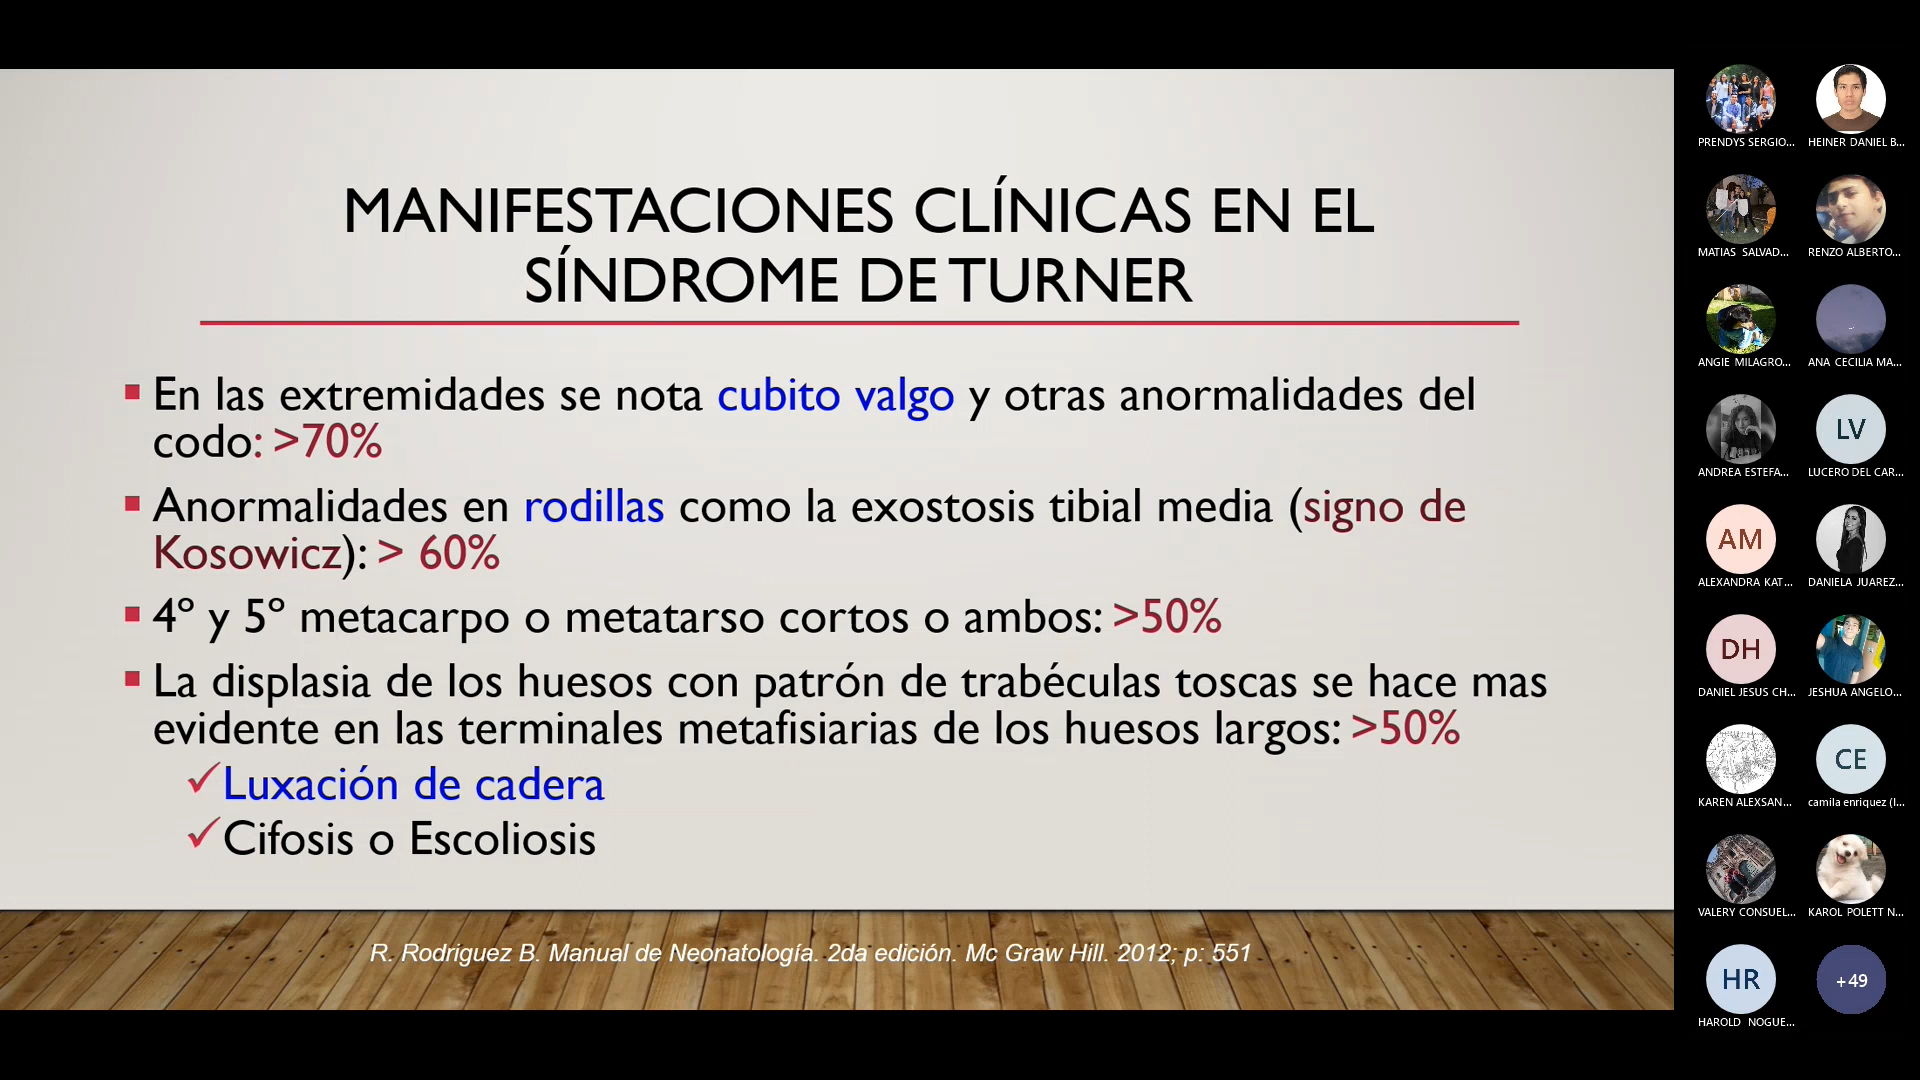 MANIFESTACIONES CLÍNICAS EN EL
SÍNDROME DE TURNER
En las extremidades se nota cubito valgo y otras anormalidades del
codo: >70%
Anormalidades en rodillas como la exostosis tibial media (signo de
Kosowicz): > 60%
4º y 5º metacarpo o metatarso cortos o ambos: >50%
La displasia de los huesos con patrón de trabéculas toscas se hace mas
evidente en las terminales metafisiarias de los huesos largos: >50%
Luxación de cadera
Cifosis o Escoliosis
R. Rodríguez B. Manual de Neonatología. 2da edición. Mc Graw Hill. 2012; p: 551
PRENDYS SERGIO...
HEINER DANIEL B...
MATIAS SALVAD...
RENZO ALBERTO...
ANGIE MILAGRO...
ANA CECILIA MA...
ANDREA ESTEFA...
LV
LUCERO DEL CAR...
AM
ALEXANDRA KAT...
DANIELA JUAREZ...
DH
DANIEL JESUS CH...
JESHUA ANGELO...
KAREN ALEXSAN...
CE
camila enriquez (I...
VALERY CONSUEL...
KAROL POLETT N...
HR
HAROLD NOGUE...
+49